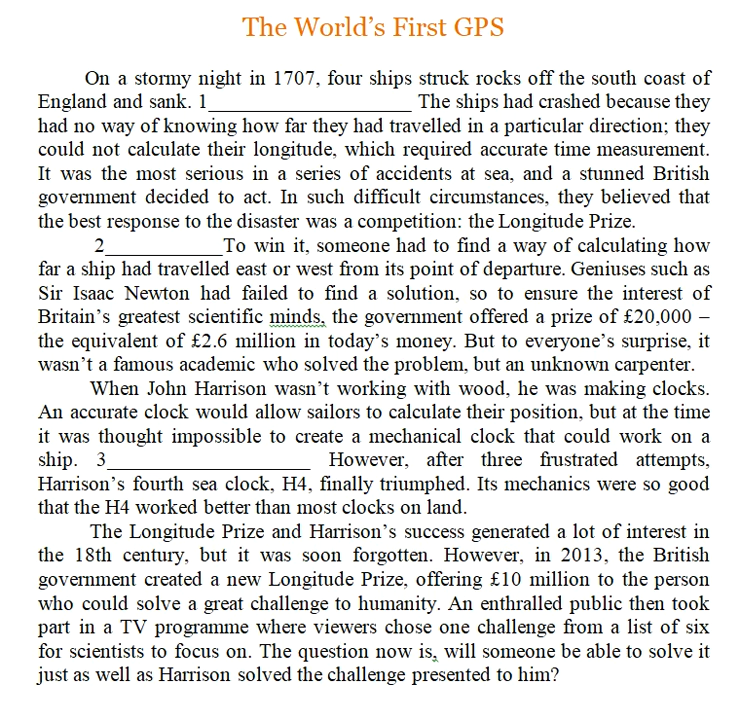 The World's First GPS
On a stormy night in 1707, four ships struck rocks off the south coast of
England and sank. 1____________________ The ships had crashed because they
had no way of knowing how far they had travelled in a particular direction; they
could not calculate their longitude, which required accurate time measurement.
It was the most serious in a series of accidents at sea, and a stunned British
government decided to act. In such difficult circumstances, they believed that
the best response to the disaster was a competition: the Longitude Prize.
2____________To win it, someone had to find a way of calculating how
far a ship had travelled east or west from its point of departure. Geniuses such as
Sir Isaac Newton had failed to find a solution, so to ensure the interest of
Britain's greatest scientific minds, the government offered a prize of £20,000 –
the equivalent of £2.6 million in today's money. But to everyone's surprise, it
wasn't a famous academic who solved the problem, but an unknown carpenter.
When John Harrison wasn't working with wood, he was making clocks.
An accurate clock would allow sailors to calculate their position, but at the time
it was thought impossible to create a mechanical clock that could work on a
ship. 3____________________ However, after three frustrated attempts,
Harrison's fourth sea clock, H4, finally triumphed. Its mechanics were so good
that the H4 worked better than most clocks on land.
The Longitude Prize and Harrison's success generated a lot of interest in
the 18th century, but it was soon forgotten. However, in 2013, the British
government created a new Longitude Prize, offering £10 million to the person
who could solve a great challenge to humanity. An enthralled public then took
part in a TV programme where viewers chose one challenge from a list of six
for scientists to focus on. The question now is, will someone be able to solve it
just as well as Harrison solved the challenge presented to him?